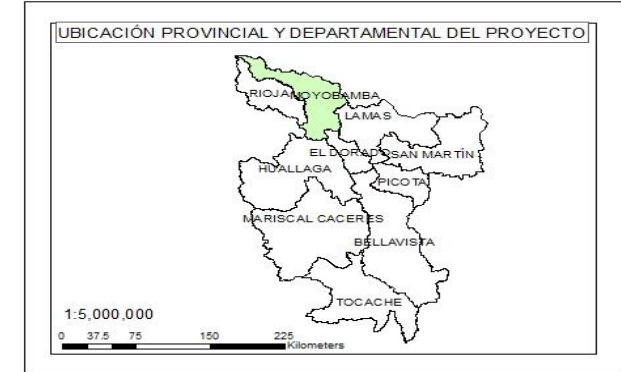 UBICACIÓN PROVINCIAL Y DEPARTAMENTAL DEL PROYECTO
RIOJA
MOYOBAMBA
LAMAS
EL DORADO
SAN MARTÍN
HUALLAGA
PICOTA
MARISCAL CACERES
BELLAVISTA
TOCACHE
1:5,000,000
0 37.5 75 150 225
Kilometers